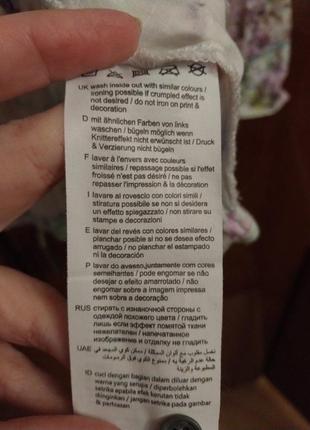 UK wash inside out with similar colours /
ironing possible if crumpled effect is
not desired / do not iron on print &
decoration
D mit ähnlichen Farben von links
waschen / bügeln möglich wenn
Knittereffekt nicht erwünscht ist / Druck
& Verzierung nicht bügeln
F laver à l'envers avec couleurs
similaires / repassage possible si l'effet
froissé n'est pas désiré / ne pas
repasser l'impression & la décoration
I lavare al rovescio con colori simili /
stiratura possibile se non si desidera
un effetto spiegazzato / non stirare su
stampe e decorazioni
E lavar del revés con colores similares /
planchar posible si no se desea efecto
arrugado / no planchar el estampado
ni la decoración
P lavar do avesso,juntamente com cores
semelhantes / pode engomar se não
desejar o efeito amarrotado / não
engomar sobre a imagem impressa
nem sobre a decoração
RUS стирать с изнаночной стороны с
одеждой похожего цвета / гладить
лишь если эффект помятой ткани
нежелателен / напечатанное
изображение и отделку не гладить
UAE
ID cuci dengan bagian dalam diluar dengan
warna yang serupa / diperbolehkan
setrika apabila efek kerutan tidak
diinginkan / jangan setrika pada gambar
& perhiasan